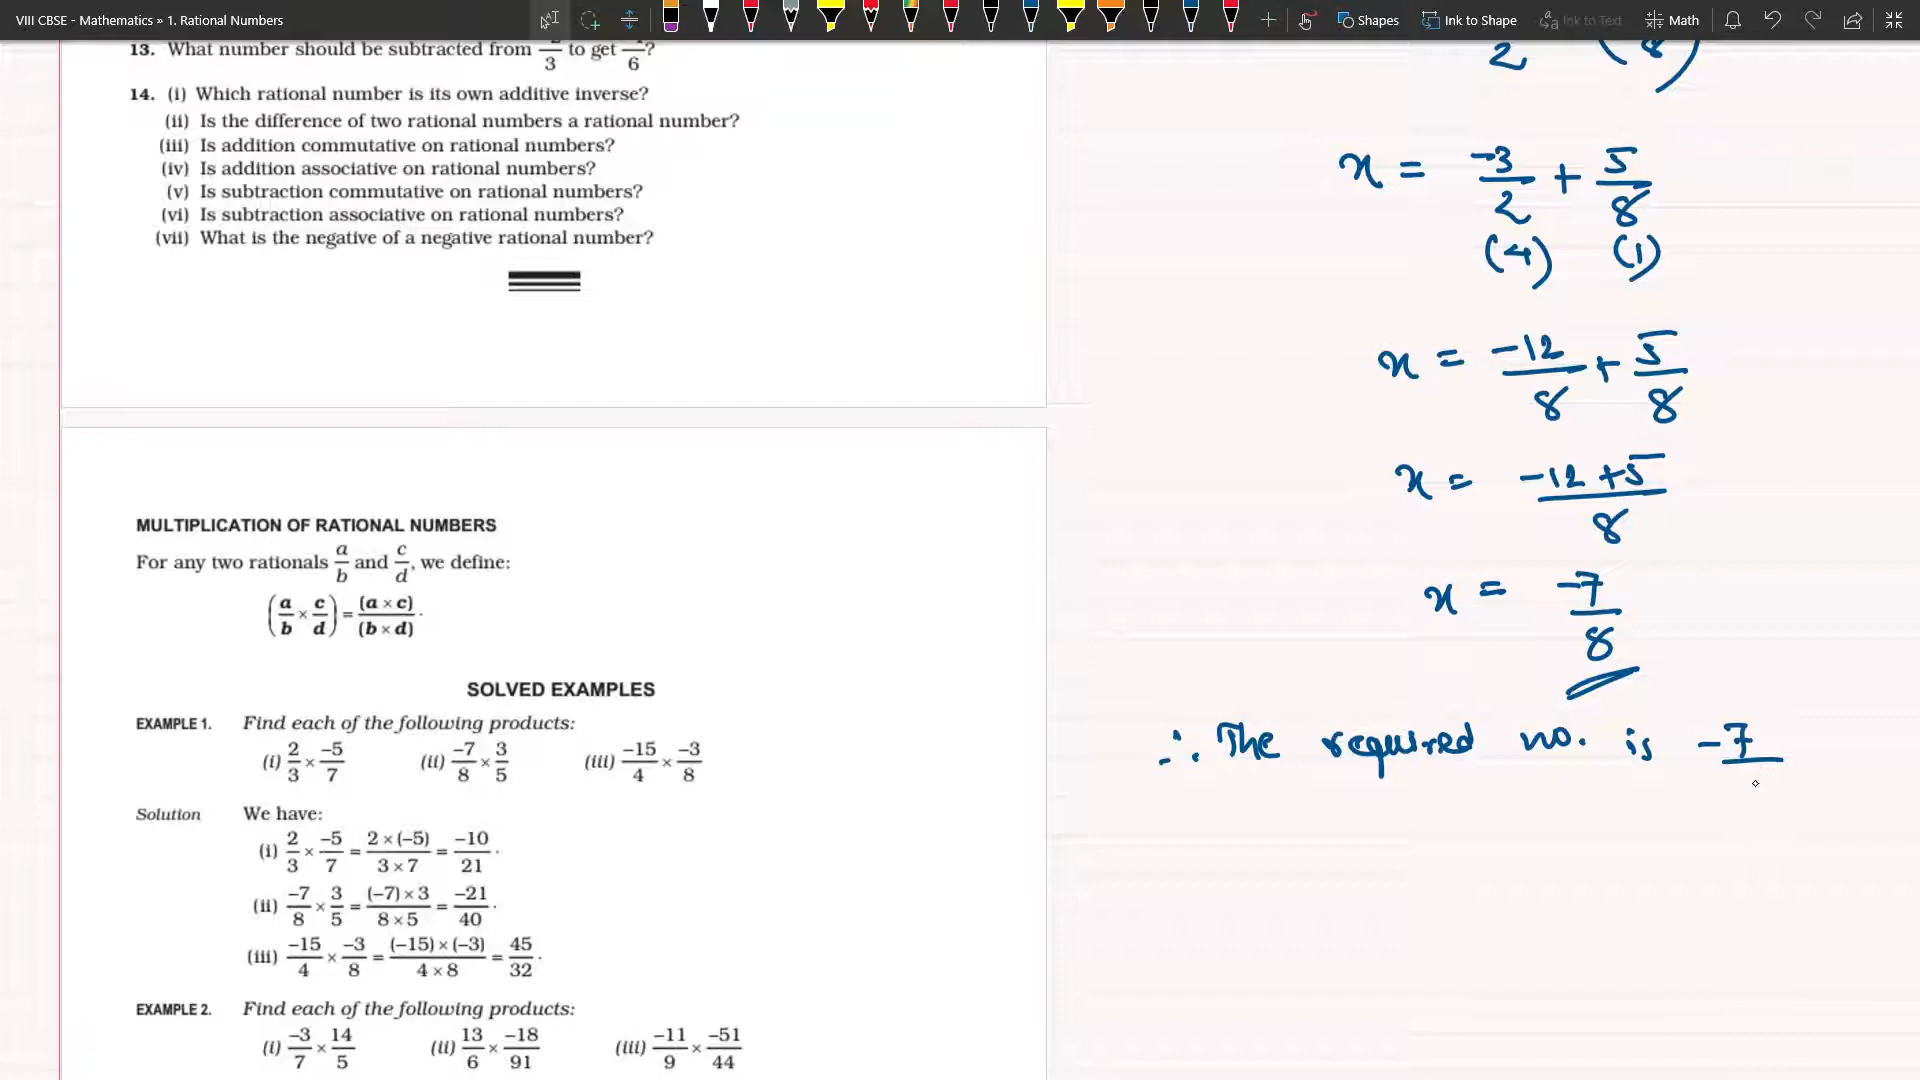 VIII CBSE - Mathematics » 1. Rational Numbers
Shapes
Ink to Shape
Ink to Text
Math
13. What number should be subtracted from /3 to get /6?
14. (i) Which rational number is its own additive inverse?
(ii) Is the difference of two rational numbers a rational number?
(iii) Is addition commutative on rational numbers?
(iv) Is addition associative on rational numbers?
(v) Is subtraction commutative on rational numbers?
(vi) Is subtraction associative on rational numbers?
(vii) What is the negative of a negative rational number?
MULTIPLICATION OF RATIONAL NUMBERS
For any two rationals a/b and c/d, we define:
(a/b × c/d) = (a × c)/(b × d).
SOLVED EXAMPLES
EXAMPLE 1. Find each of the following products:
(i) 2/3 × -5/7 (ii) -7/8 × 3/5 (iii) -15/4 × -3/8
Solution We have:
(i) 2/3 × -5/7 = 2 × (-5)/3 × 7 = -10/21.
(ii) -7/8 × 3/5 = (-7) × 3/8 × 5 = -21/40.
(iii) -15/4 × -3/8 = (-15) × (-3)/4 × 8 = 45/32.
EXAMPLE 2. Find each of the following products:
(i) -3/7 × 14/5 (ii) 13/6 × -18/91 (iii) -11/9 × -51/44
2 (8)
x = -3/2 + 5/8
(4) (1)
x = -12/8 + 5/8
x = -12+5/8
x = -7/8
∴ The required no. is -7